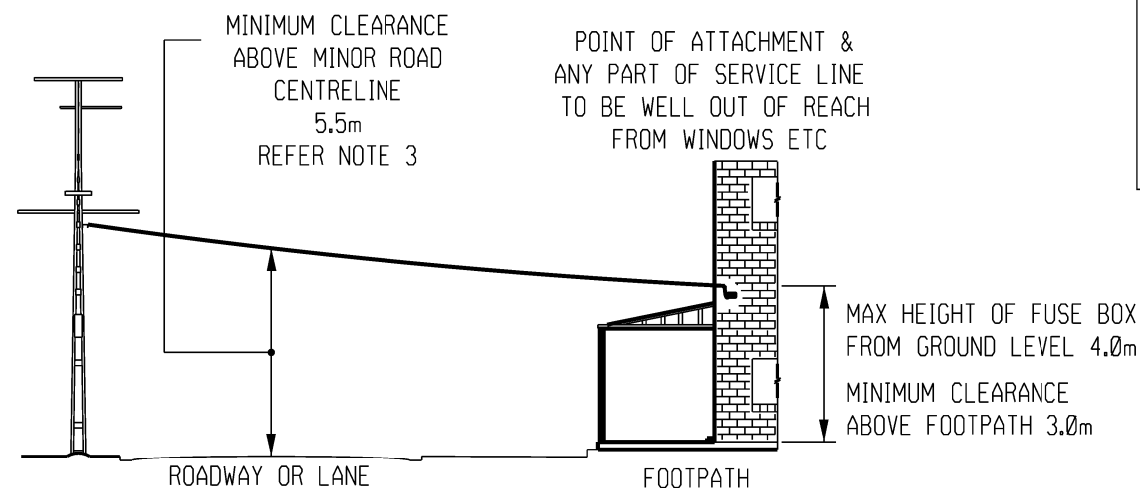 MINIMUM CLEARANCE
ABOVE MINOR ROAD
CENTRELINE
5.5m
REFER NOTE 3
POINT OF ATTACHMENT &
ANY PART OF SERVICE LINE
TO BE WELL OUT OF REACH
FROM WINDOWS ETC
MAX HEIGHT OF FUSE BOX
FROM GROUND LEVEL 4.0m
MINIMUM CLEARANCE
ABOVE FOOTPATH 3.0m
ROADWAY OR LANE
FOOTPATH